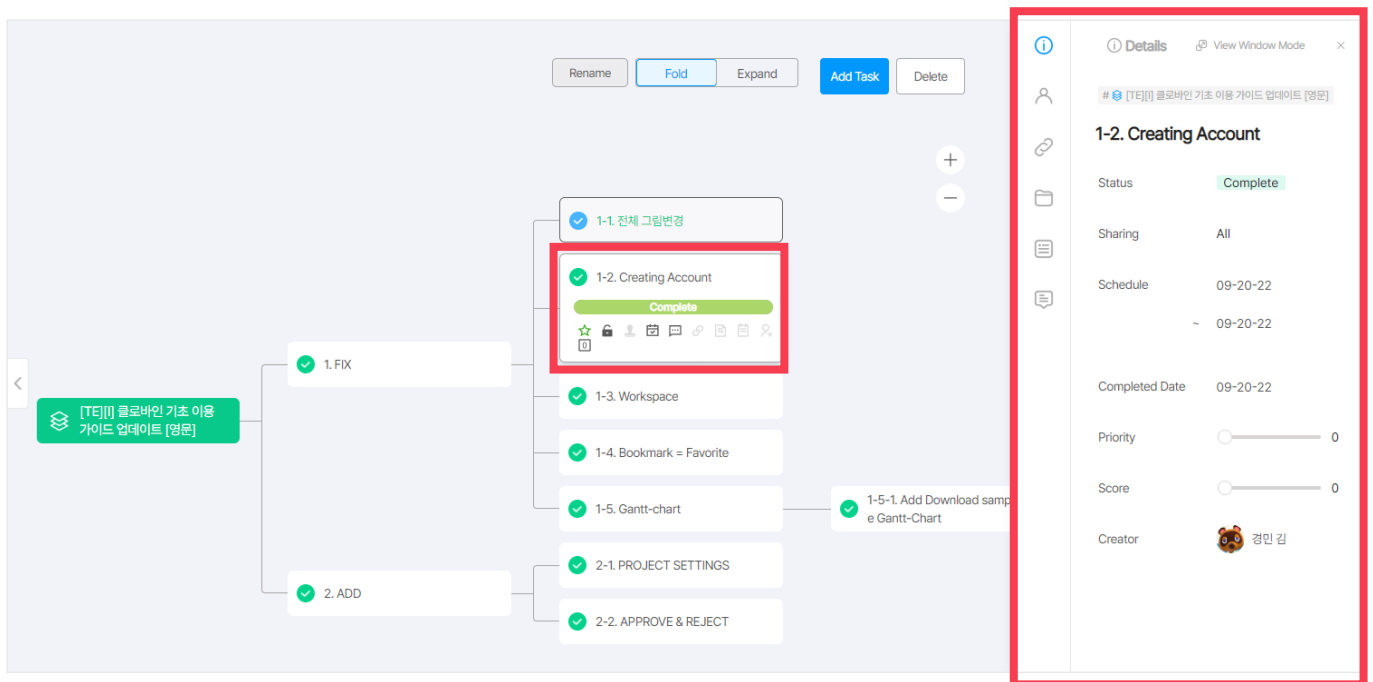 Rename
Fold
Expand
Add Task
Delete
1-1. 전체 그림변경
1-2. Creating Account
Complete
0
1-3. Workspace
1-4. Bookmark = Favorite
1-5. Gantt-chart
1-5-1. Add Download samp
e Gantt-Chart
1. FIX
[TE][I] 클로바인 기초 이용
가이드 업데이트 [영문]
2. ADD
2-1. PROJECT SETTINGS
2-2. APPROVE & REJECT
Details
View Window Mode
# [TE][I] 클로바인 기초 이용 가이드 업데이트 [영문]
1-2. Creating Account
Status Complete
Sharing All
Schedule 09-20-22
~ 09-20-22
Completed Date 09-20-22
Priority 0
Score 0
Creator 경민 김